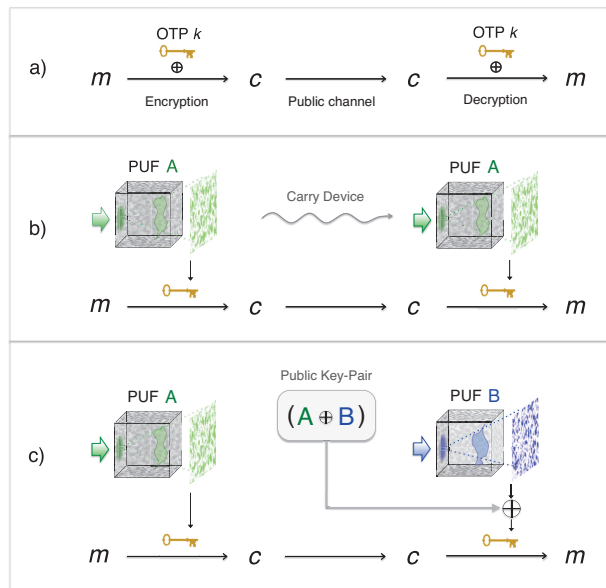 OTP k
OTP k
a)
m
⊕
c
c
⊕
m
Encryption
Public channel
Decryption
PUF A
PUF A
b)
Carry Device
m
c
c
m
Public Key-Pair
PUF A
PUF B
(A ⊕ B)
c)
⊕
m
c
c
m